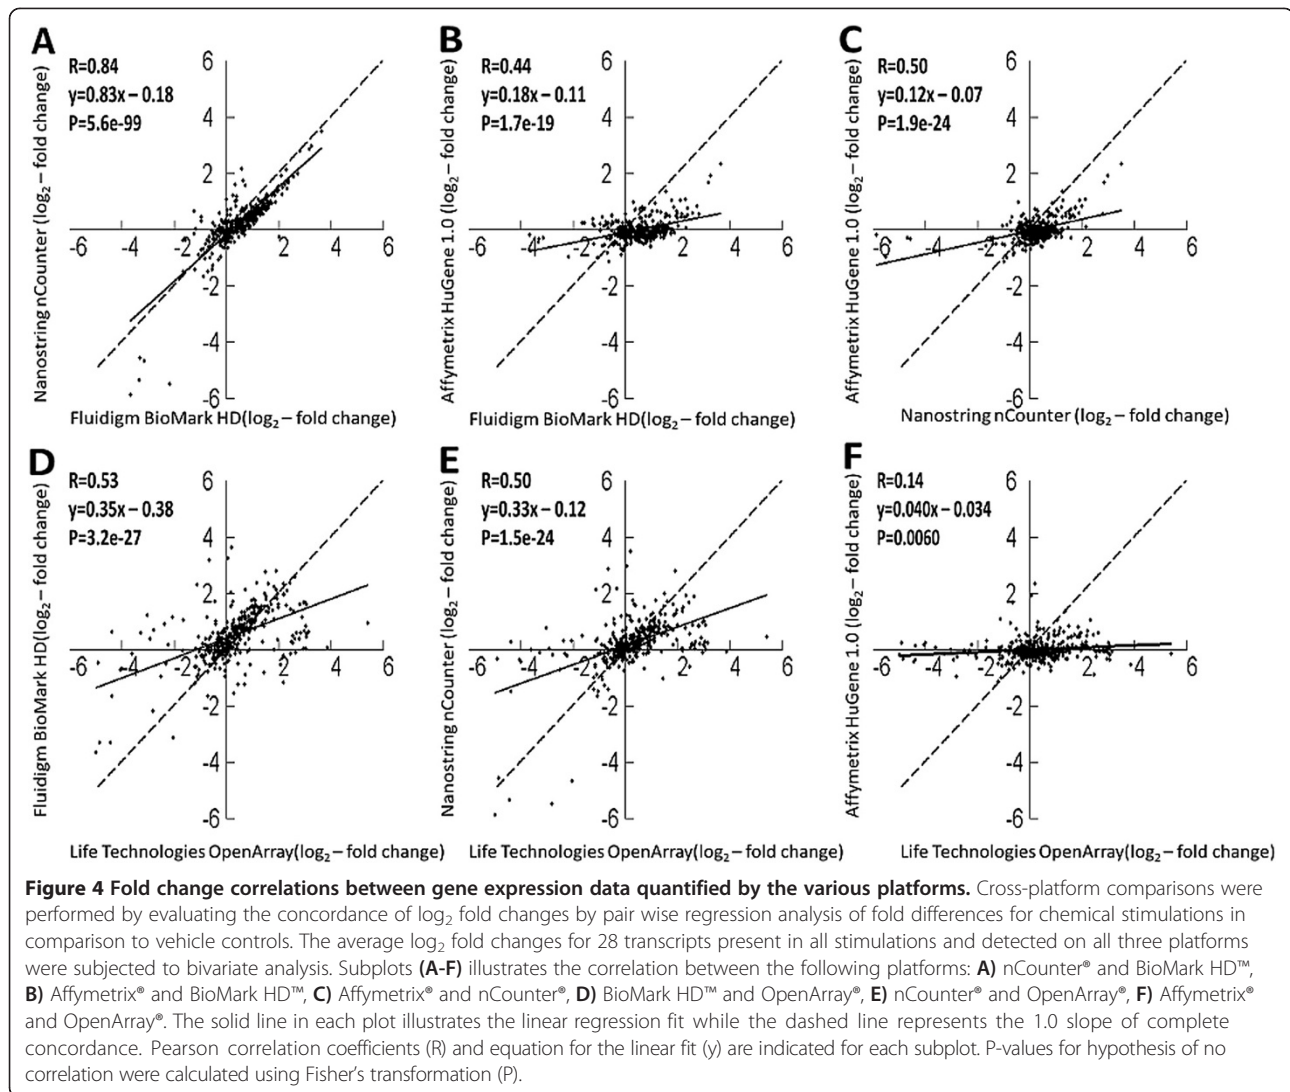 A
R=0.84
y=0.83x – 0.18
P=5.6e-99
6
4
2
-6 -4 -2 2 4 6
-2
-4
-6
Nanostring nCounter (log2 – fold change)
Fluidigm BioMark HD(log2 – fold change)
B
R=0.44
y=0.18x – 0.11
P=1.7e-19
6
4
2
-6 -4 -2 2 4 6
-2
-4
-6
Affymetrix HuGene 1.0 (log2 – fold change)
Fluidigm BioMark HD(log2 – fold change)
C
R=0.50
y=0.12x – 0.07
P=1.9e-24
6
4
2
-6 -4 -2 2 4 6
-2
-4
-6
Affymetrix HuGene 1.0 (log2 – fold change)
Nanostring nCounter (log2 – fold change)
D
R=0.53
y=0.35x – 0.38
P=3.2e-27
6
4
2
-6 -4 -2 2 4 6
-2
-4
-6
Fluidigm BioMark HD(log2 – fold change)
Life Technologies OpenArray(log2 – fold change)
E
R=0.50
y=0.33x – 0.12
P=1.5e-24
6
4
2
-6 -4 -2 2 4 6
-2
-4
-6
Nanostring nCounter (log2 – fold change)
Life Technologies OpenArray(log2 – fold change)
F
R=0.14
y=0.040x – 0.034
P=0.0060
6
4
2
-6 -4 -2 2 4 6
-2
-4
-6
Affymetrix HuGene 1.0 (log2 – fold change)
Life Technologies OpenArray(log2 – fold change)
Figure 4 Fold change correlations between gene expression data quantified by the various platforms. Cross-platform comparisons were
performed by evaluating the concordance of log2 fold changes by pair wise regression analysis of fold differences for chemical stimulations in
comparison to vehicle controls. The average log2 fold changes for 28 transcripts present in all stimulations and detected on all three platforms
were subjected to bivariate analysis. Subplots (A-F) illustrates the correlation between the following platforms: A) nCounter® and BioMark HD™,
B) Affymetrix® and BioMark HD™, C) Affymetrix® and nCounter®, D) BioMark HD™ and OpenArray®, E) nCounter® and OpenArray®, F) Affymetrix®
and OpenArray®. The solid line in each plot illustrates the linear regression fit while the dashed line represents the 1.0 slope of complete
concordance. Pearson correlation coefficients (R) and equation for the linear fit (y) are indicated for each subplot. P-values for hypothesis of no
correlation were calculated using Fisher's transformation (P).